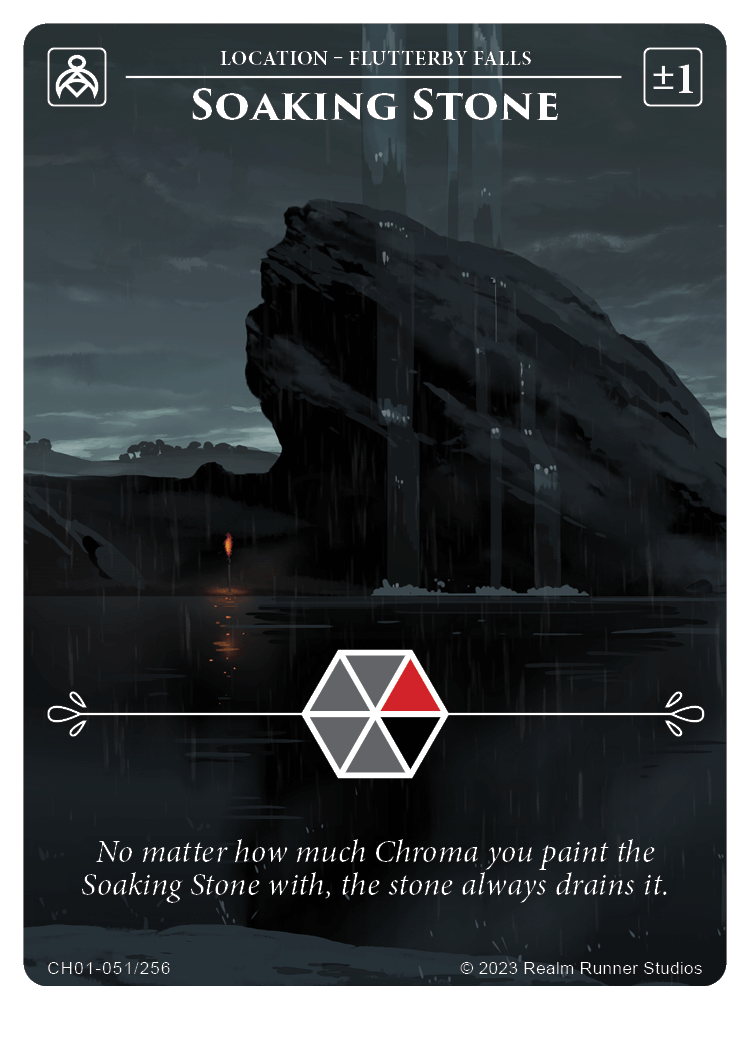 LOCATION – FLUTTERBY FALLS
±1
SOAKING STONE
No matter how much Chroma you paint the
Soaking Stone with, the stone always drains it.
CH01-051/256
© 2023 Realm Runner Studios